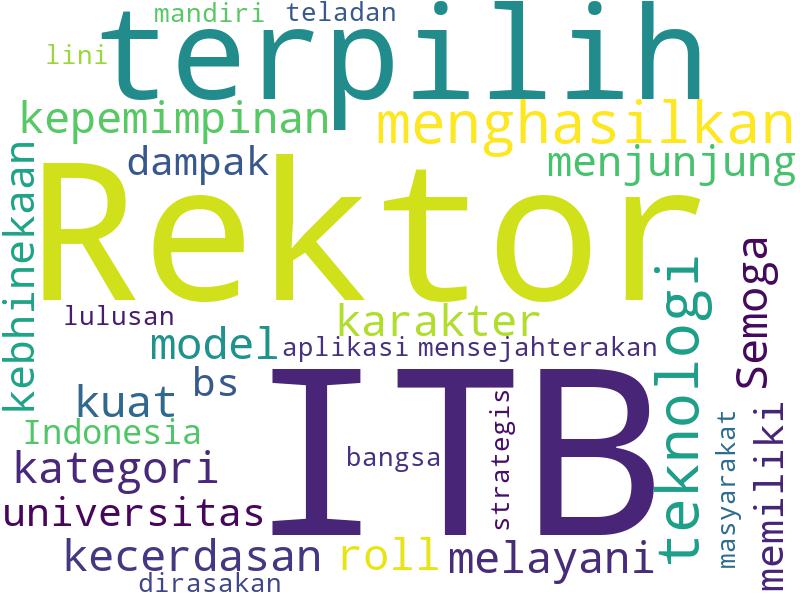 mandiri
teladan
terpilih
lini
kepemimpinan
menghasilkan
dampak
menjunjung
kebhinekaan
Rektor
lulusan
karakter
teknologi
Semoga
model
aplikasi
mensejahterakan
bs
kuat
ITB
Indonesia
strategis
masyarakat
memiliki
kategori
bangsa
universitas
kecerdasan
roll
melayani
dirasakan